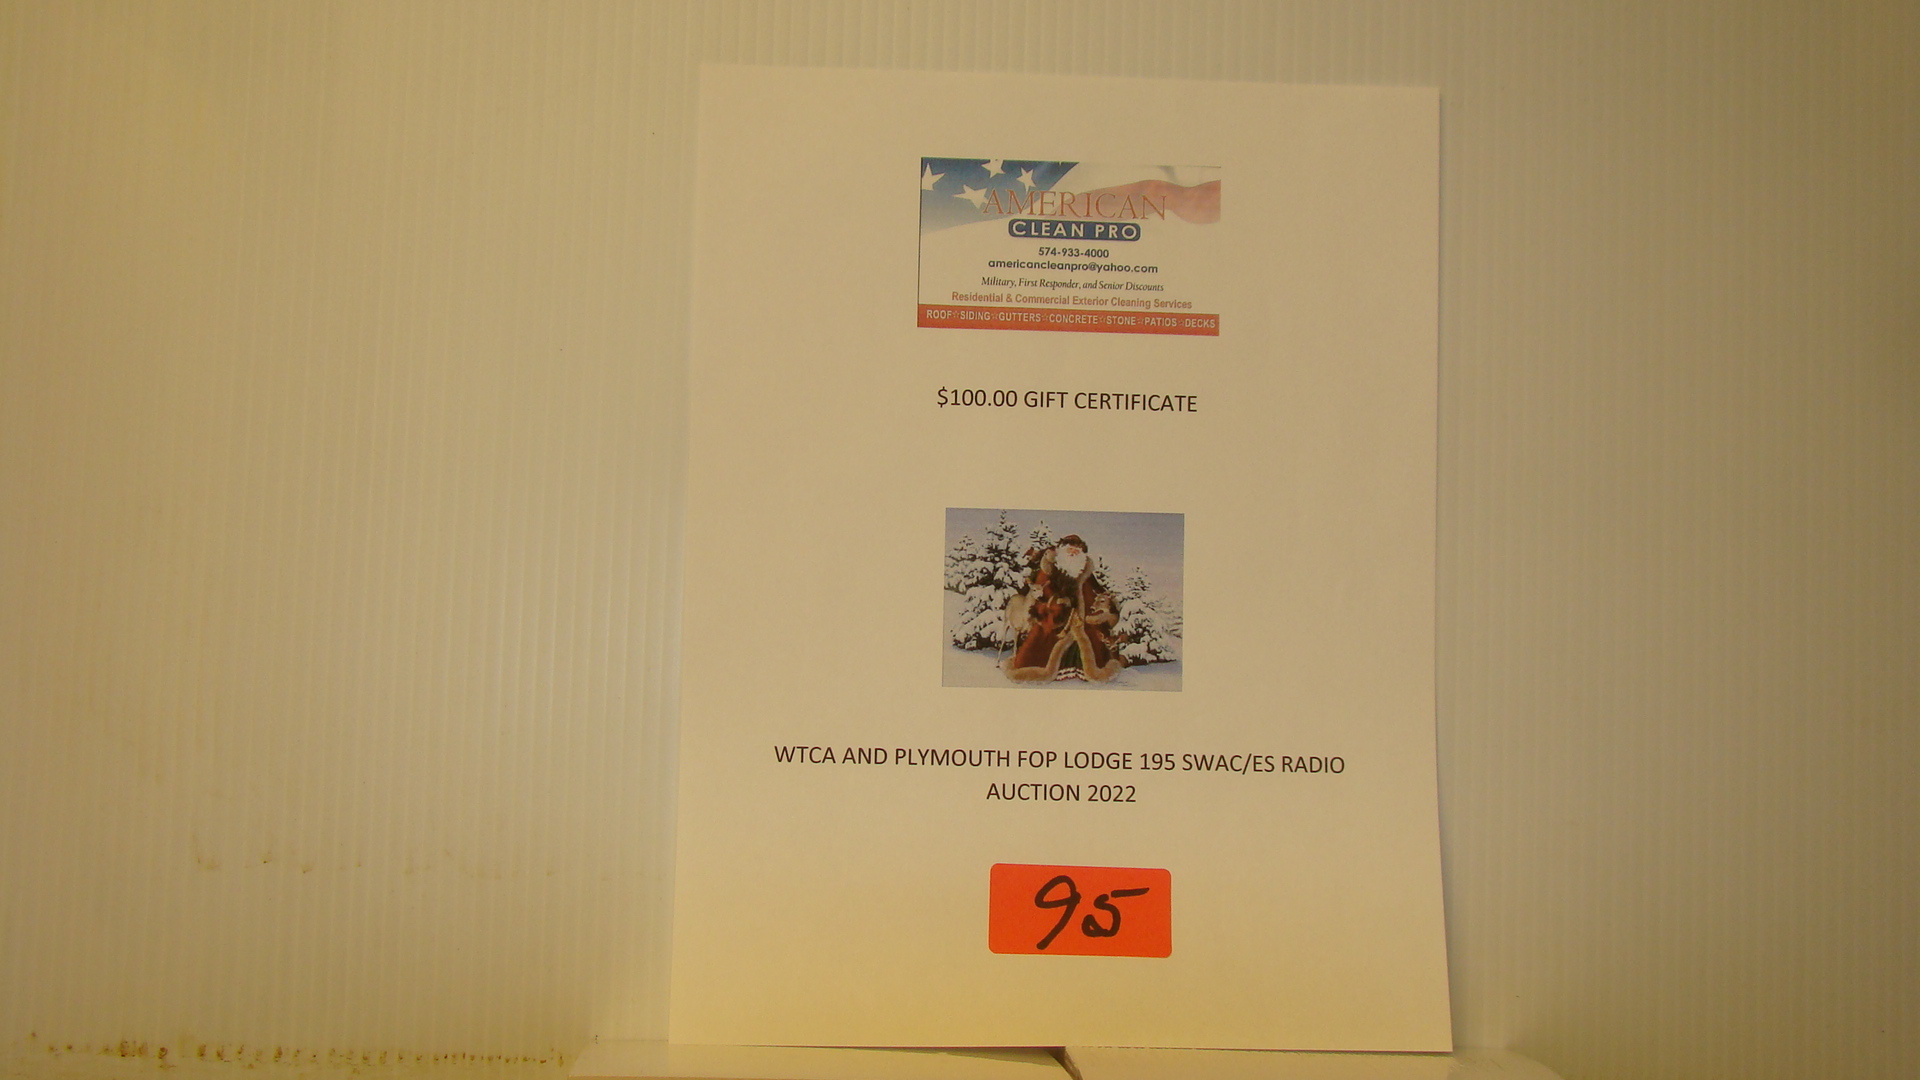 AMERICAN
CLEAN PRO
574-933-4000
americancleanpro@yahoo.com
Military, First Responder, and Senior Discounts
Residential & Commercial Exterior Cleaning Services
ROOF☆SIDING☆GUTTERS☆CONCRETE☆STONE☆PATIOS☆DECKS
$100.00 GIFT CERTIFICATE
WTCA AND PLYMOUTH FOP LODGE 195 SWAC/ES RADIO
AUCTION 2022
95